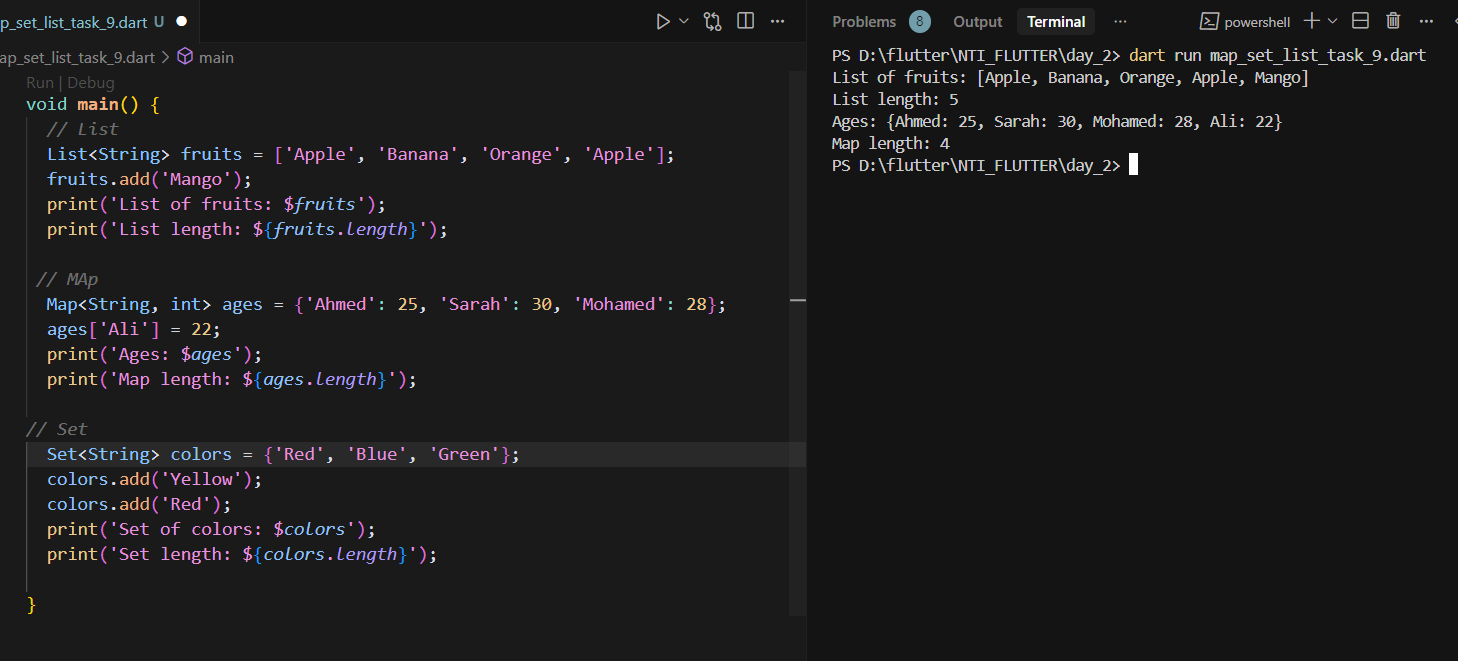 p_set_list_task_9.dart U
ap_set_list_task_9.dart > main
Run | Debug
void main() {
// List
List<String> fruits = ['Apple', 'Banana', 'Orange', 'Apple'];
fruits.add('Mango');
print('List of fruits: $fruits');
print('List length: ${fruits.length}');
// MAp
Map<String, int> ages = {'Ahmed': 25, 'Sarah': 30, 'Mohamed': 28};
ages['Ali'] = 22;
print('Ages: $ages');
print('Map length: ${ages.length}');
// Set
Set<String> colors = {'Red', 'Blue', 'Green'};
colors.add('Yellow');
colors.add('Red');
print('Set of colors: $colors');
print('Set length: ${colors.length}');
}
Problems 8 Output Terminal ... powershell
PS D:\flutter\NTI_FLUTTER\day_2> dart run map_set_list_task_9.dart
List of fruits: [Apple, Banana, Orange, Apple, Mango]
List length: 5
Ages: {Ahmed: 25, Sarah: 30, Mohamed: 28, Ali: 22}
Map length: 4
PS D:\flutter\NTI_FLUTTER\day_2>